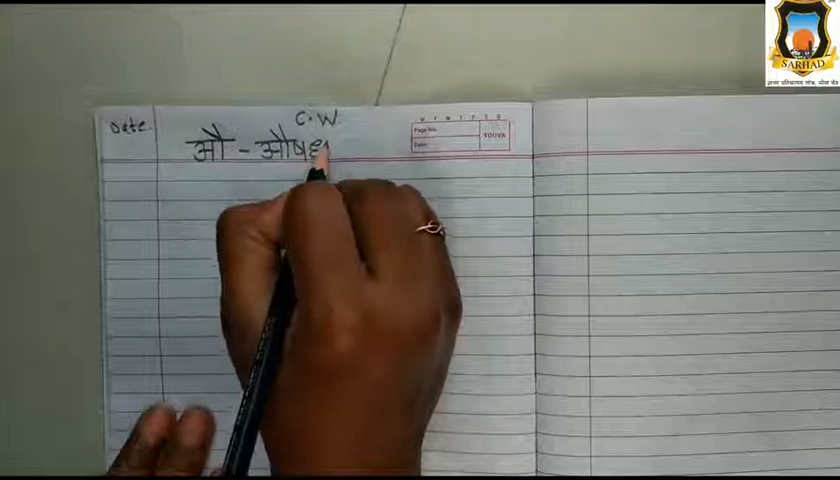 SARHAD
C.W
Date.
M T W T F S S
Page No.:
Date:
YOUVA
औ - औषध